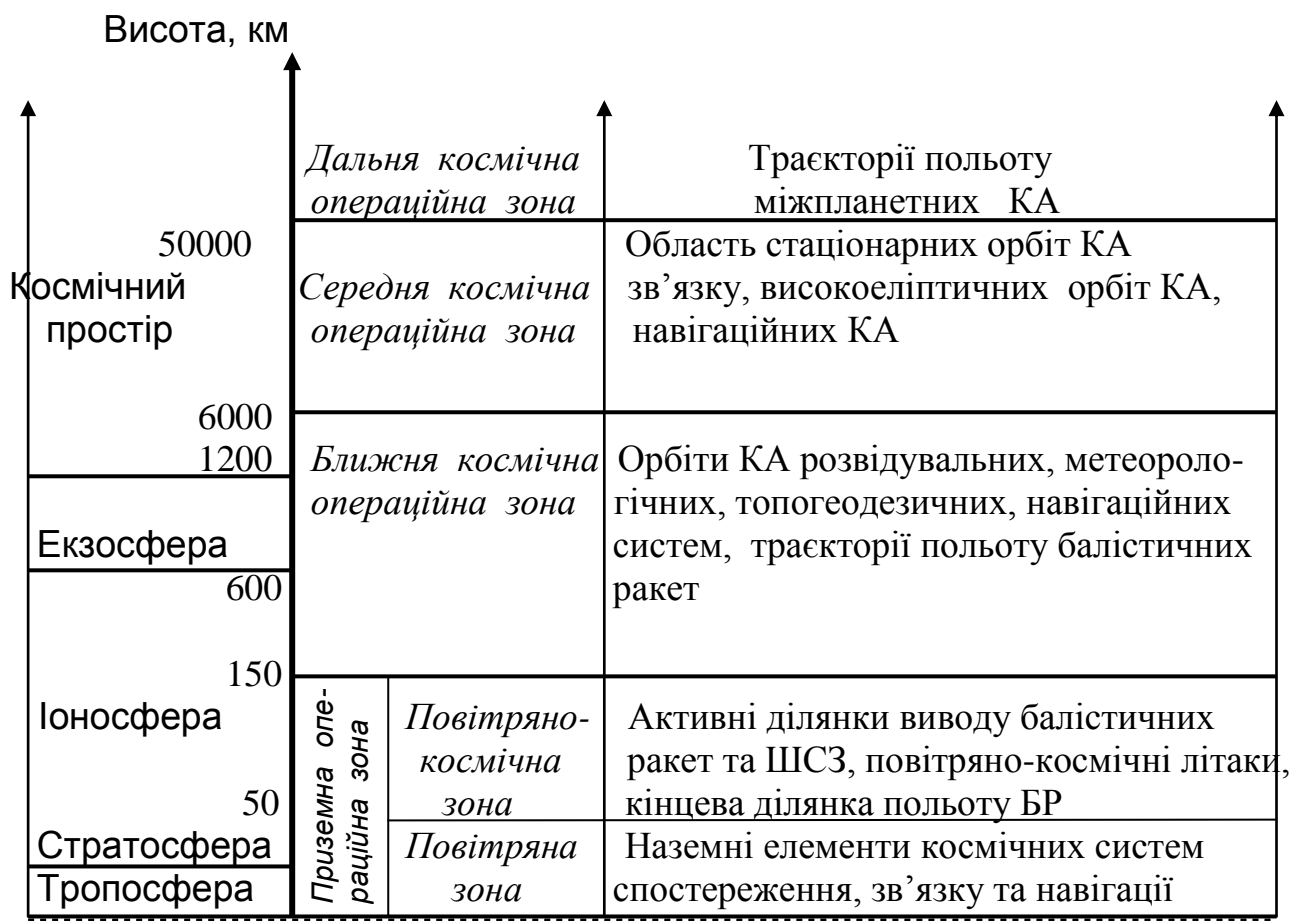 Висота, км
Дальня космічна
операційна зона
Траєкторії польоту
міжпланетних КА
50000
Космічний
простір
Середня космічна
операційна зона
Область стаціонарних орбіт КА
зв’язку, високоеліптичних орбіт КА,
навігаційних КА
6000
1200
Ближня космічна
операційна зона
Орбіти КА розвідувальних, метеороло-
гічних, топогеодезичних, навігаційних
систем, траєкторії польоту балістичних
ракет
Екзосфера
600
150
Іоносфера
50
Стратосфера
Тропосфера
Приземна опе-
раційна зона
Повітряно-
космічна
зона
Активні ділянки виводу балістичних
ракет та ШСЗ, повітряно-космічні літаки,
кінцева ділянка польоту БР
Повітряна
зона
Наземні елементи космічних систем
спостереження, зв’язку та навігації